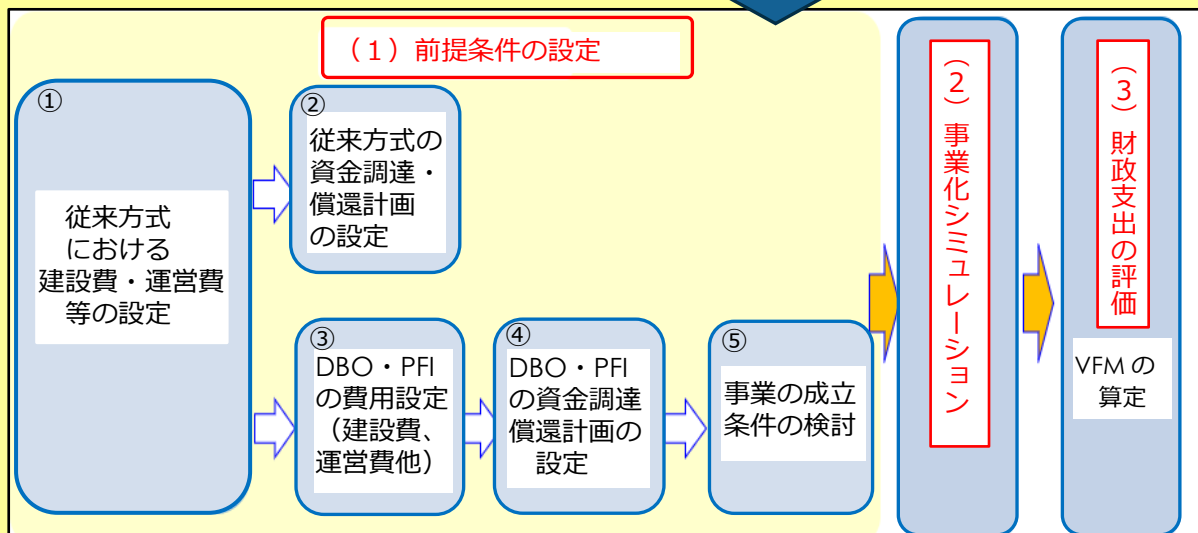 （１）前提条件の設定
①
従来方式
における
建設費・運営費
等の設定
②
従来方式の
資金調達・
償還計画
の設定
③
DBO・PFI
の費用設定
（建設費、
運営費他）
④
DBO・PFI
の資金調達
償還計画の
設定
⑤
事業の成立
条件の検討
（２）事業化シミュレーション
（３）財政支出の評価
VFM の
算定